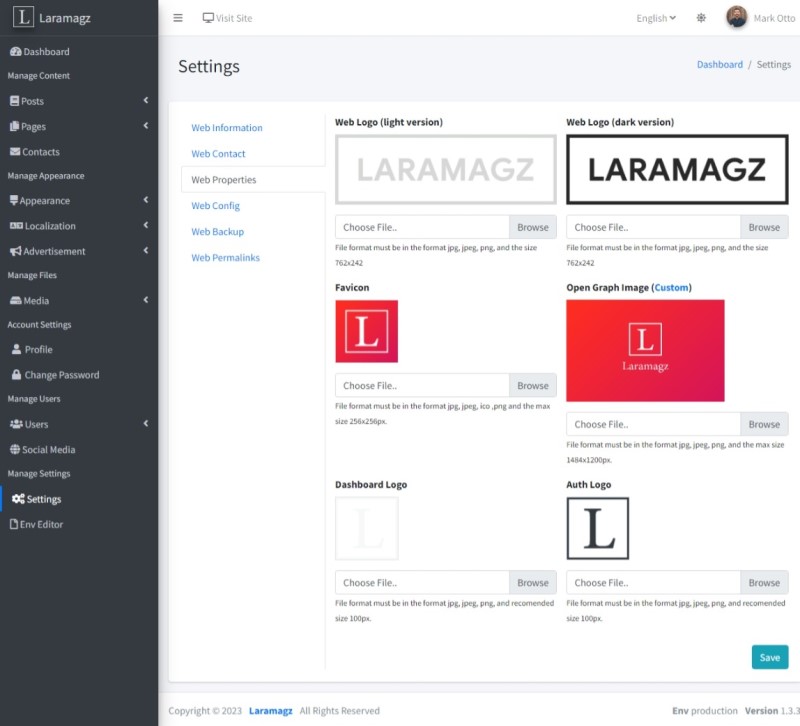 L Laramagz
Visit Site
English
Mark Otto
Dashboard
Manage Content
Posts
Pages
Contacts
Manage Appearance
Appearance
Localization
Advertisement
Manage Files
Media
Account Settings
Profile
Change Password
Manage Users
Users
Social Media
Manage Settings
Settings
Env Editor
Settings
Dashboard / Settings
Web Information
Web Contact
Web Properties
Web Config
Web Backup
Web Permalinks
Web Logo (light version)
LARAMAGZ
Choose File.. Browse
File format must be in the format jpg, jpeg, png, and the size
762x242
Web Logo (dark version)
LARAMAGZ
Choose File.. Browse
File format must be in the format jpg, jpeg, png, and the size
762x242
Favicon
L
Choose File.. Browse
File format must be in the format jpg, jpeg, ico ,png and the max
size 256x256px.
Open Graph Image (Custom)
L
Laramagz
Choose File.. Browse
File format must be in the format jpg, jpeg, png, and the max size
1484x1200px.
Dashboard Logo
L
Choose File.. Browse
File format must be in the format jpg, jpeg, png, and recomended
size 100px.
Auth Logo
L
Choose File.. Browse
File format must be in the format jpg, jpeg, png, and recomended
size 100px.
Save
Copyright © 2023 Laramagz All Rights Reserved
Env production Version 1.3.3